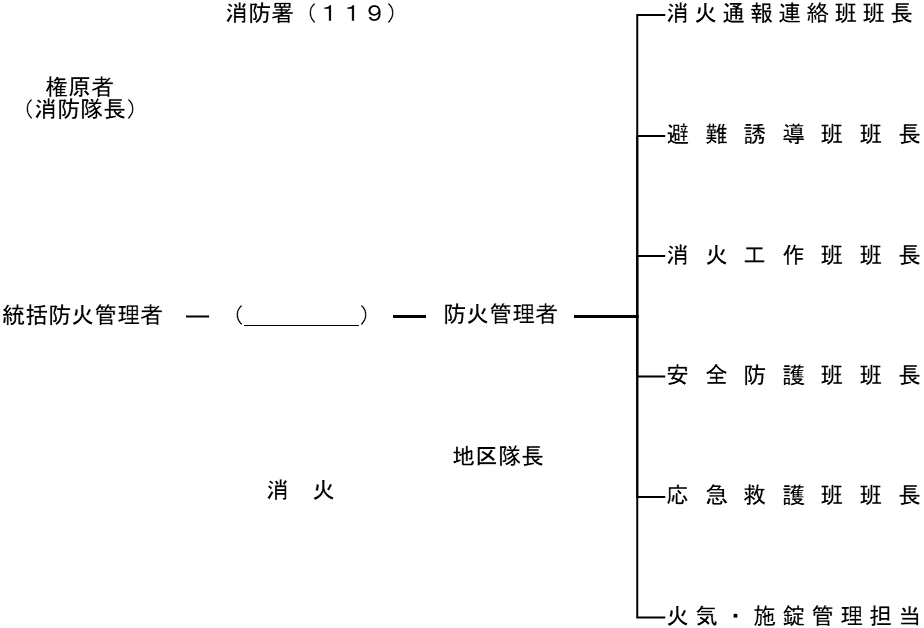 消防署（１１９）
消火通報連絡班班長
権原者
（消防隊長）
避難誘導班班長
消火工作班班長
統括防火管理者 ― （＿＿＿＿＿） ― 防火管理者
安全防護班班長
地区隊長
消　火
応急救護班班長
火気・施錠管理担当